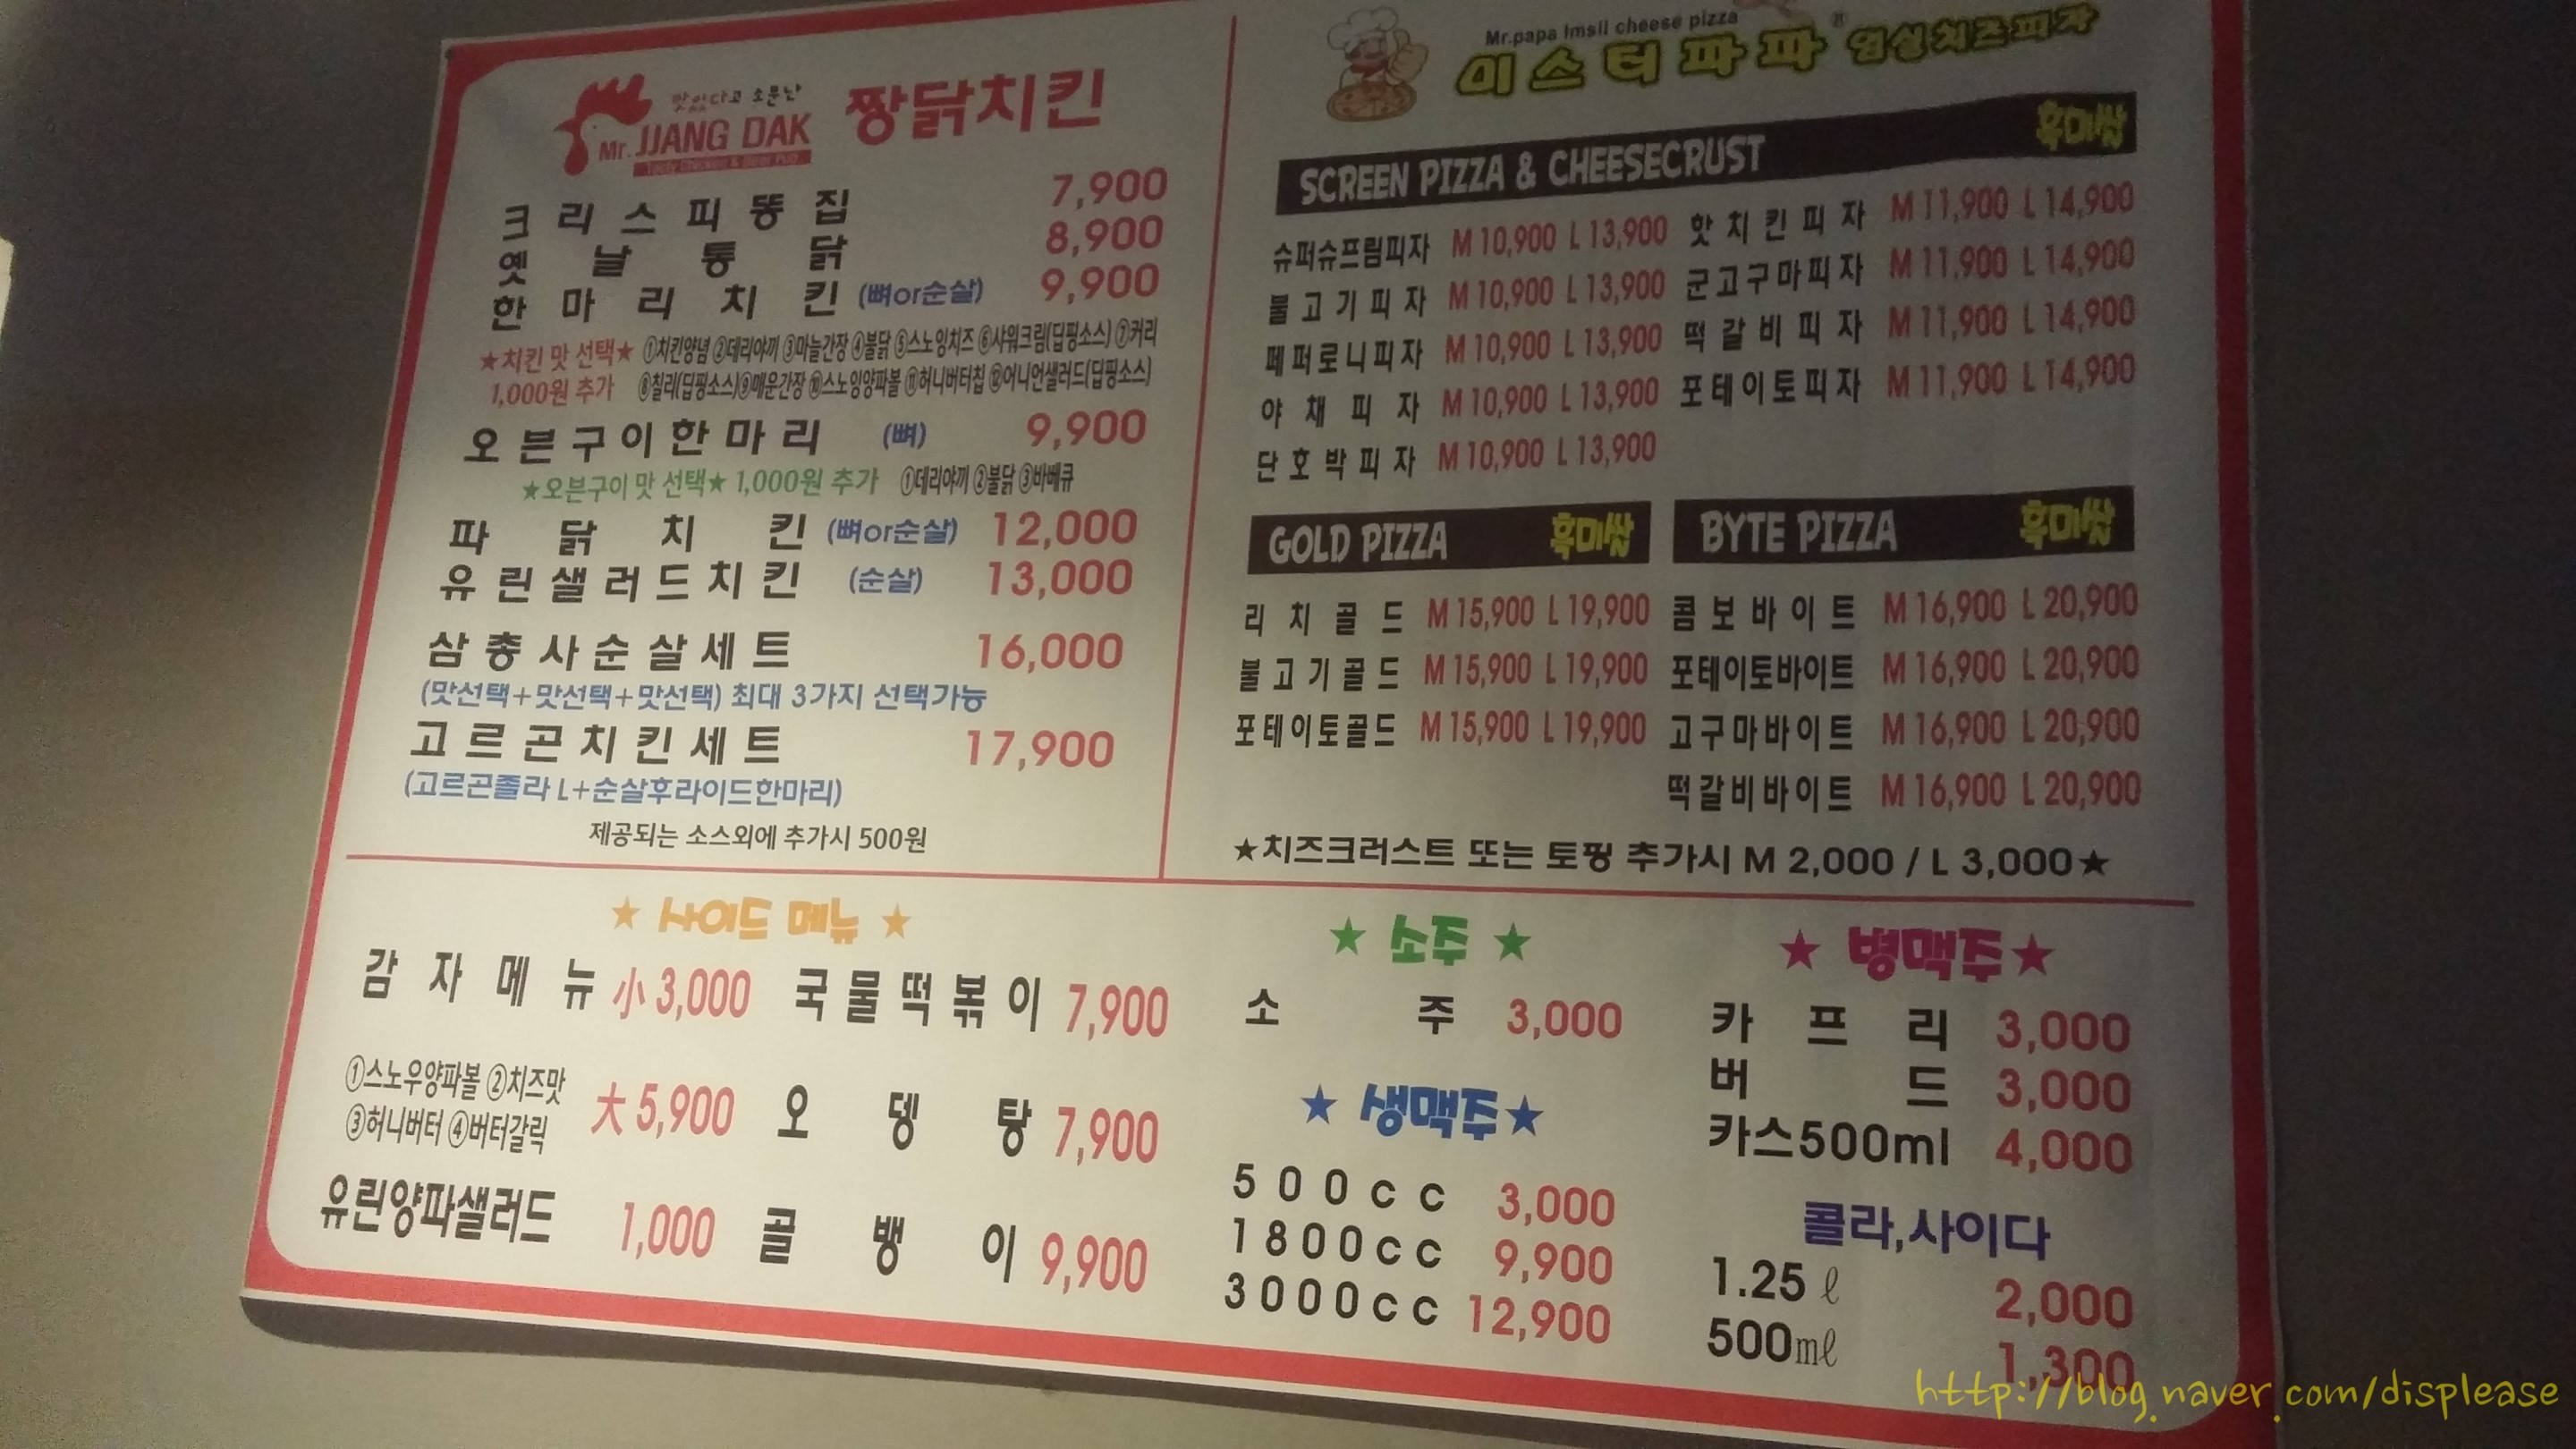 맛있다고 소문난
Mr. JJANG DAK
Tasty Chicken & Beer Pub
짱닭치킨
크리스피똥집 7,900
옛날통닭 8,900
한마리치킨 (뼈or순살) 9,900
★치킨 맛 선택★ ①치킨양념 ②데리야끼 ③마늘간장 ④불닭 ⑤스노잉치즈 ⑥샤워크림(딥핑소스) ⑦커리
1,000원 추가 ⑧칠리(딥핑소스)⑨매운간장 ⑩스노잉양파볼 ⑪허니버터칩 ⑫어니언샐러드(딥핑소스)
오븐구이한마리 (뼈) 9,900
★오븐구이 맛 선택★ 1,000원 추가 ①데리야끼 ②불닭 ③바베큐
파닭치킨 (뼈or순살) 12,000
유린샐러드치킨 (순살) 13,000
삼총사순살세트 16,000
(맛선택+맛선택+맛선택) 최대 3가지 선택가능
고르곤치킨세트 17,900
(고르곤졸라 L+순살후라이드한마리)
제공되는 소스외에 추가시 500원
Mr.papa Imsil cheese pizza
미스터파파® 임실치즈피자
SCREEN PIZZA & CHEESECRUST 흑미쌀
슈퍼슈프림피자 M 10,900 L 13,900 핫치킨피자 M 11,900 L 14,900
불고기피자 M 10,900 L 13,900 군고구마피자 M 11,900 L 14,900
페퍼로니피자 M 10,900 L 13,900 떡갈비피자 M 11,900 L 14,900
야채피자 M 10,900 L 13,900 포테이토피자 M 11,900 L 14,900
단호박피자 M 10,900 L 13,900
GOLD PIZZA 흑미쌀
리치골드 M 15,900 L 19,900
불고기골드 M 15,900 L 19,900
포테이토골드 M 15,900 L 19,900
BYTE PIZZA 흑미쌀
콤보바이트 M 16,900 L 20,900
포테이토바이트 M 16,900 L 20,900
고구마바이트 M 16,900 L 20,900
떡갈비바이트 M 16,900 L 20,900
★치즈크러스트 또는 토핑 추가시 M 2,000 / L 3,000★
★ 사이드 메뉴 ★
감자메뉴 小 3,000 국물떡볶이 7,900
①스노우양파볼 ②치즈맛
③허니버터 ④버터갈릭
大 5,900 오뎅탕 7,900
유린양파샐러드 1,000 골뱅이 9,900
★ 소주 ★
소주 3,000
★ 생맥주★
500cc 3,000
1800cc 9,900
3000cc 12,900
★ 병맥주★
카프리 3,000
버드 3,000
카스500ml 4,000
콜라,사이다
1.25 ℓ 2,000
500㎖ 1,300
http://blog.naver.com/displease